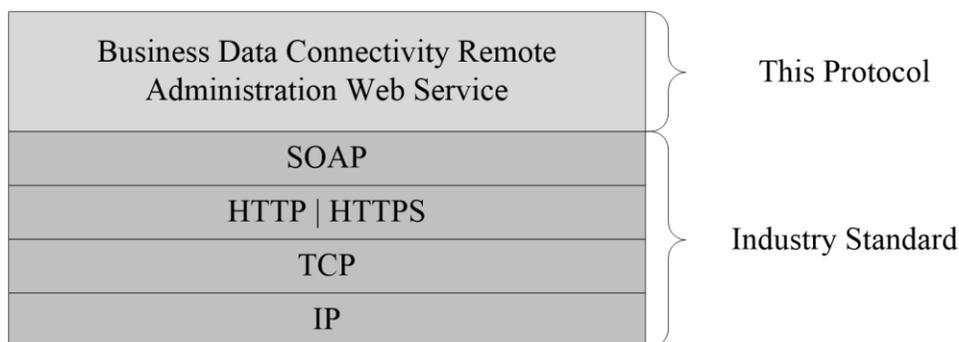 Business Data Connectivity Remote
Administration Web Service
This Protocol
SOAP
HTTP | HTTPS
TCP
IP
Industry Standard